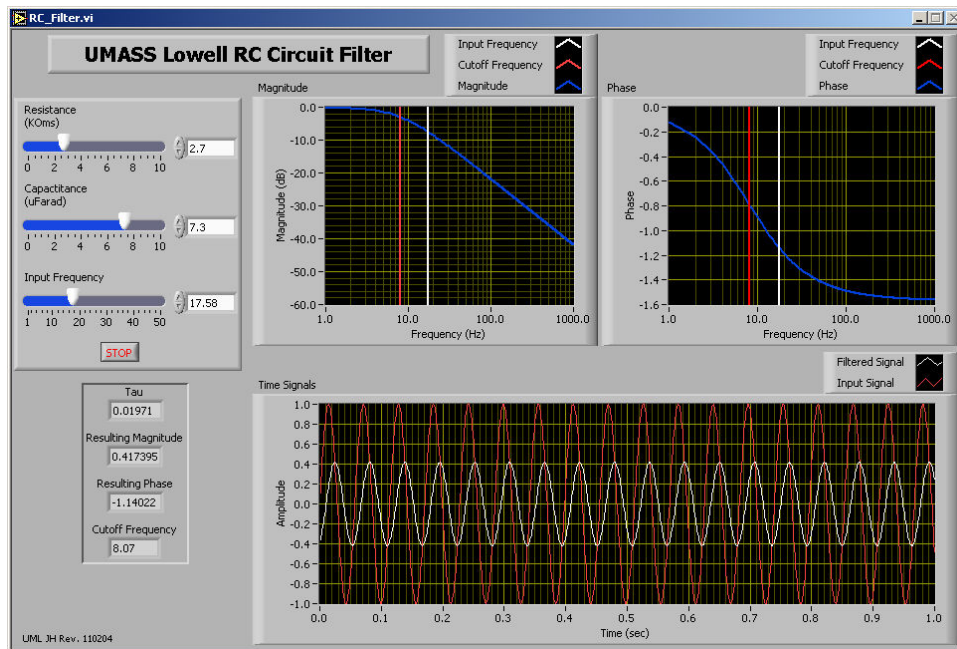 RC_Filter.vi
UMASS Lowell RC Circuit Filter
Input Frequency
Cutoff Frequency
Magnitude
Input Frequency
Cutoff Frequency
Phase
Resistance
(KOms)
2.7
0 2 4 6 8 10
Capactitance
(uFarad)
7.3
0 2 4 6 8 10
Input Frequency
17.58
1 10 20 30 40 50
STOP
Magnitude
0.0
-10.0
-20.0
-30.0
-40.0
-50.0
-60.0
Magnitude (dB)
1.0 10.0 100.0 1000.0
Frequency (Hz)
Phase
0.0
-0.2
-0.4
-0.6
-0.8
-1.0
-1.2
-1.4
-1.6
Phase
1.0 10.0 100.0 1000.0
Frequency (Hz)
Tau
0.01971
Resulting Magnitude
0.417395
Resulting Phase
-1.14022
Cutoff Frequency
8.07
Filtered Signal
Input Signal
Time Signals
1.0
0.8
0.6
0.4
0.2
0.0
-0.2
-0.4
-0.6
-0.8
-1.0
Amplitude
0.0 0.1 0.2 0.3 0.4 0.5 0.6 0.7 0.8 0.9 1.0
Time (sec)
UML JH Rev. 110204